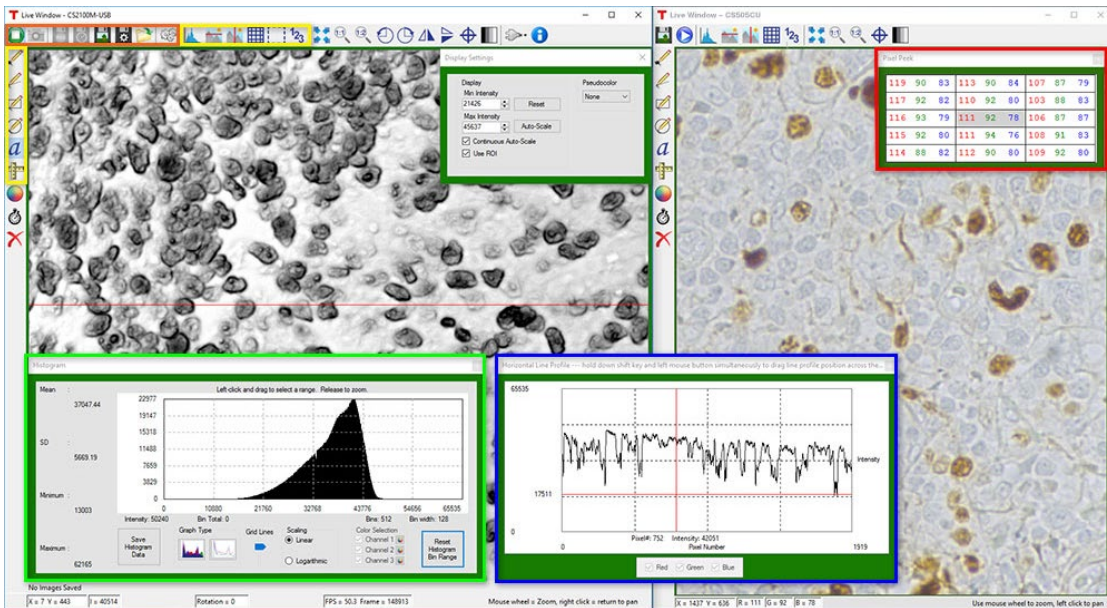 Live Window - CS2100M-USB
1:1
1:1
123
a
Display Settings
Display
Min Intensity
21426
Reset
Max Intensity
45637
Auto-Scale
Continuous Auto-Scale
Use ROI
Pseudocolor
None
Histogram
Mean :
37047.44
SD :
5669.19
Minimum :
13003
Maximum :
62165
Left-click and drag to select a range. Release to zoom.
22977
19147
15318
11488
7659
3829
0
0 10880 21760 32768 43776 54656 65535
Intensity: 50240 Bin Total: 0 Bins: 512 Bin width: 128
Save Histogram Data
Graph Type
Grid Lines
Scaling
Linear
Logarithmic
Color Selection
Channel 1
Channel 2
Channel 3
Reset Histogram Bin Range
No Images Saved
X = 7 Y = 443 I = 40514 Rotation = 0 FPS = 50.3 Frame = 148913 Mouse wheel = Zoom, right click = return to pan
Horizontal Line Profile --- hold down shift key and left-mouse button simultaneously to drag line profile position across the...
65535
17511
0
Intensity
Pixel#: 752 Intensity: 42051
0 Pixel Number 1919
Red Green Blue
Live Window - CS505CU
123
1:1
1:1
a
Pixel Peek
119 90 83 113 90 84 107 87 79
117 92 82 110 92 80 103 88 83
116 93 79 111 92 78 106 87 87
115 92 80 111 94 76 108 91 83
114 88 82 112 90 80 109 92 80
X = 1437 Y = 636 R = 111 G = 92 B = 78 Use mouse wheel to zoom, left click to pan